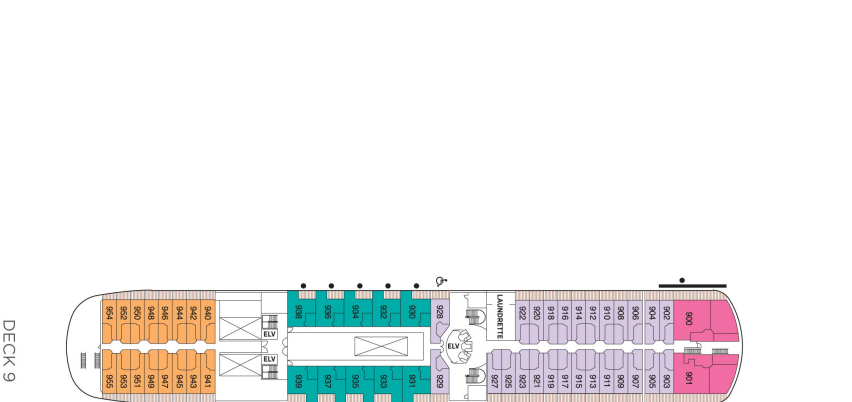 DECK 9
954 952 950 948 946 944 942 940
938 936 934 932 930 928
LAUNDRETTE
922 920 918 916 914 912 910 908 906 904 902 900
ELV
ELV
ELV
955 953 951 949 947 945 943 941
939 937 935 933 931 929
927 925 923 921 919 917 915 913 911 909 907 905 903 901